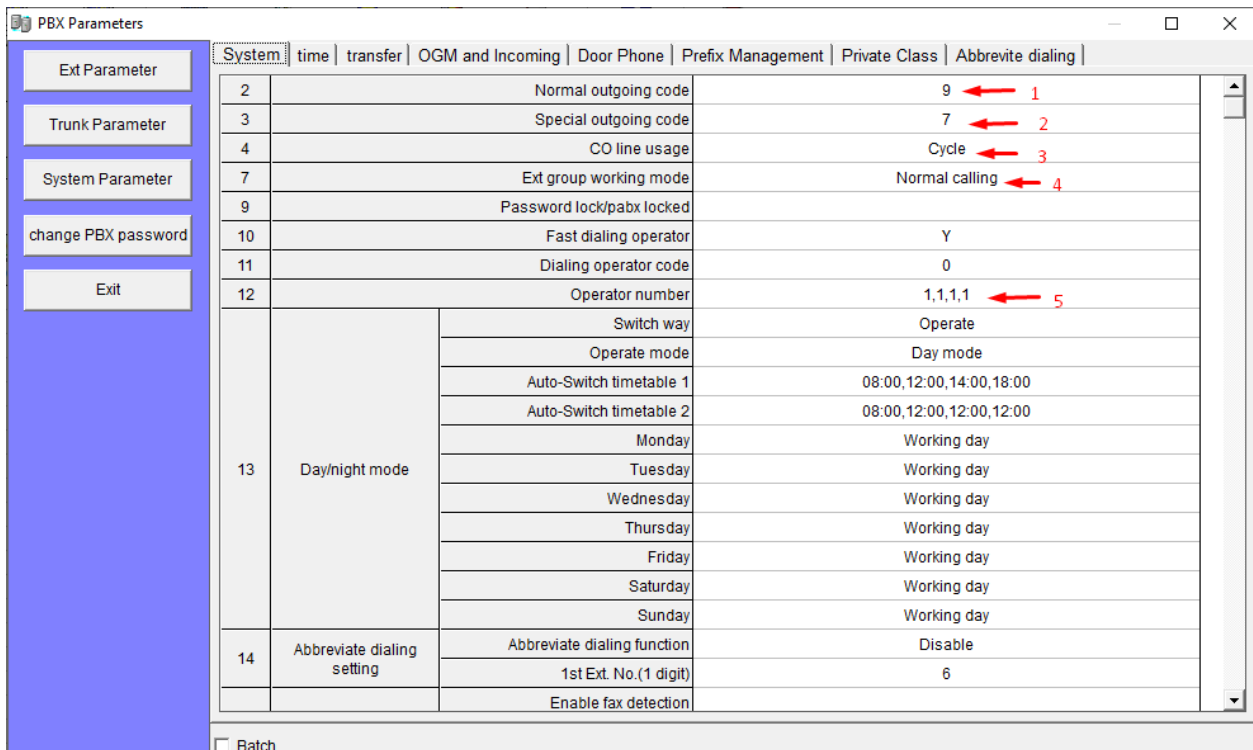 PBX Parameters
Ext Parameter
Trunk Parameter
System Parameter
change PBX password
Exit
System time transfer OGM and Incoming Door Phone Prefix Management Private Class Abbrevite dialing
2 Normal outgoing code 9 1
3 Special outgoing code 7 2
4 CO line usage Cycle 3
7 Ext group working mode Normal calling 4
9 Password lock/pabx locked
10 Fast dialing operator Y
11 Dialing operator code 0
12 Operator number 1,1,1,1 5
13 Day/night mode
Switch way Operate
Operate mode Day mode
Auto-Switch timetable 1 08:00,12:00,14:00,18:00
Auto-Switch timetable 2 08:00,12:00,12:00,12:00
Monday Working day
Tuesday Working day
Wednesday Working day
Thursday Working day
Friday Working day
Saturday Working day
Sunday Working day
14 Abbreviate dialing
setting
Abbreviate dialing function Disable
1st Ext. No.(1 digit) 6
Enable fax detection
Batch